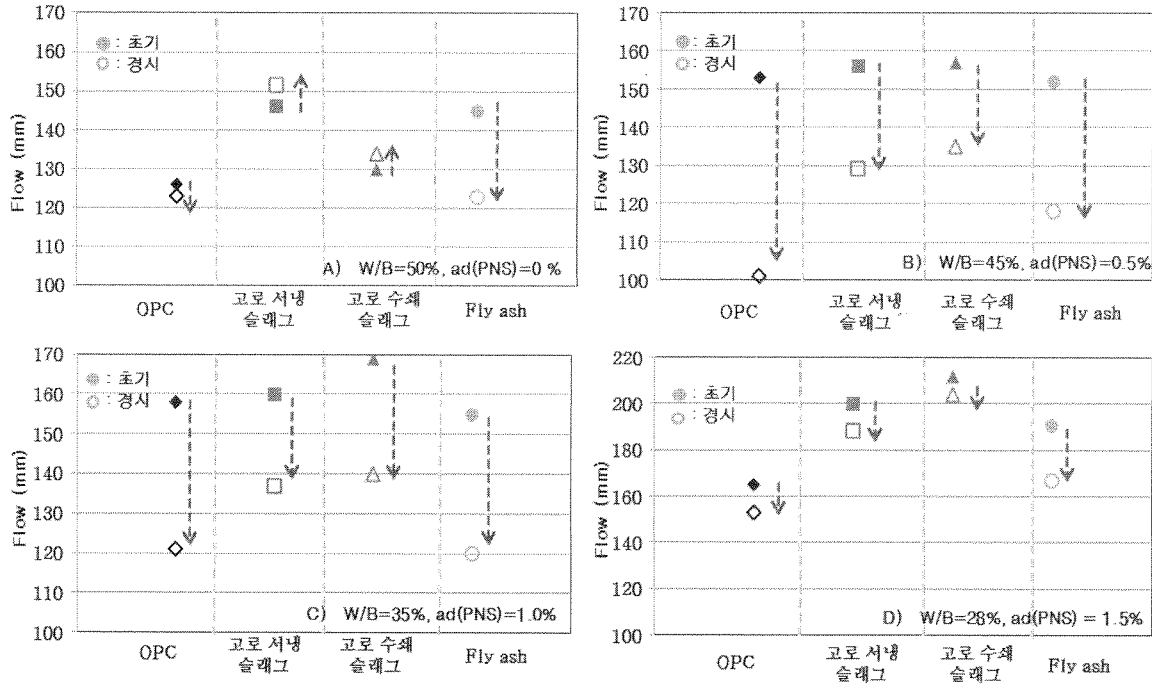 170
160
150
140
130
120
110
100
Flow (mm)
● : 초기
○ : 경시
A) W/B=50%, ad(PNS)=0 %
OPC
고로 서냉
슬래그
고로 수쇄
슬래그
Fly ash
170
160
150
140
130
120
110
100
Flow (mm)
● : 초기
○ : 경시
B) W/B=45%, ad(PNS)=0.5%
OPC
고로 서냉
슬래그
고로 수쇄
슬래그
Fly ash
170
160
150
140
130
120
110
100
Flow (mm)
● : 초기
○ : 경시
C) W/B=35%, ad(PNS)=1.0%
OPC
고로 서냉
슬래그
고로 수쇄
슬래그
Fly ash
220
200
180
160
140
120
100
Flow (mm)
● : 초기
○ : 경시
D) W/B=28%, ad(PNS) = 1.5%
OPC
고로 서냉
슬래그
고로 수쇄
슬래그
Fly ash